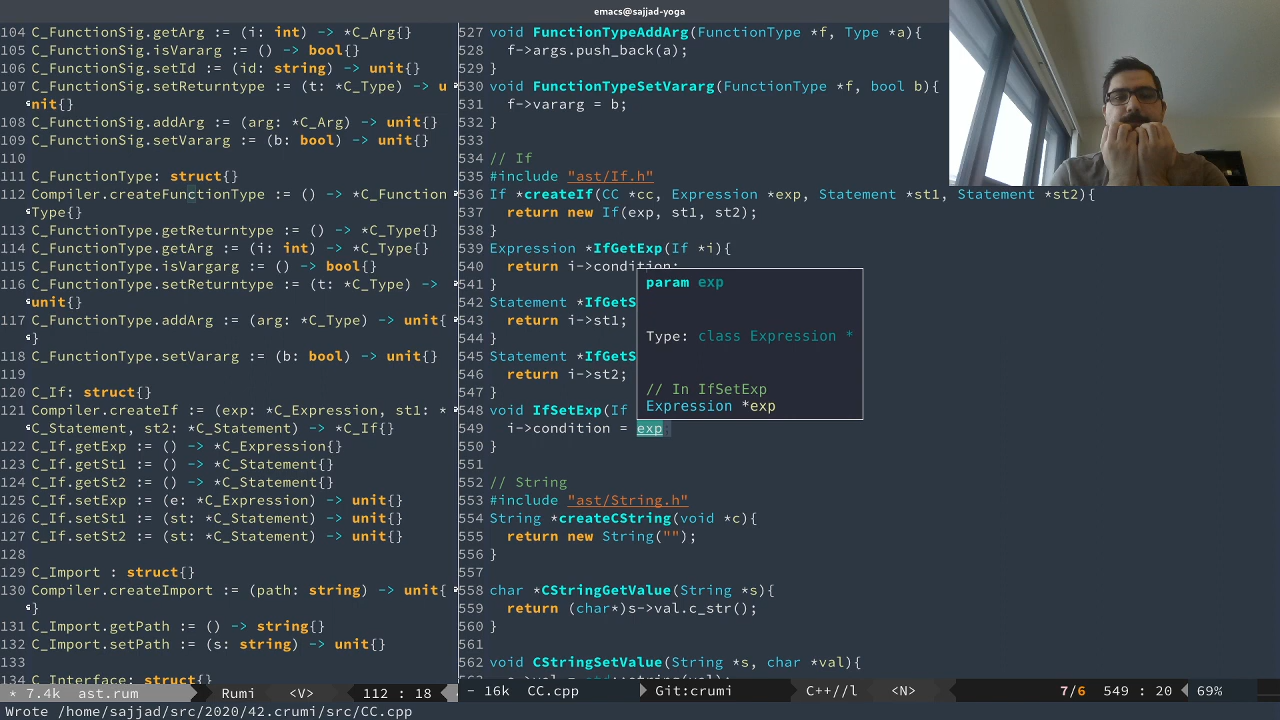 emacs@sajjad-yoga
104 C_FunctionSig.getArg := (i: int) -> *C_Arg{}
105 C_FunctionSig.isVararg := () -> bool{}
106 C_FunctionSig.setId := (id: string) -> unit{}
107 C_FunctionSig.setReturntype := (t: *C_Type) -> u
nit{}
108 C_FunctionSig.addArg := (arg: *C_Arg) -> unit{}
109 C_FunctionSig.setVararg := (b: bool) -> unit{}
110
111 C_FunctionType: struct{}
112 Compiler.createFunctionType := () -> *C_Function
Type{}
113 C_FunctionType.getReturntype := () -> *C_Type{}
114 C_FunctionType.getArg := (i: int) -> *C_Type{}
115 C_FunctionType.isVargarg := () -> bool{}
116 C_FunctionType.setReturntype := (t: *C_Type) ->
unit{}
117 C_FunctionType.addArg := (arg: *C_Type) -> unit{
}
118 C_FunctionType.setVararg := (b: bool) -> unit{}
119
120 C_If: struct{}
121 Compiler.createIf := (exp: *C_Expression, st1: *
C_Statement, st2: *C_Statement) -> *C_If{}
122 C_If.getExp := () -> *C_Expression{}
123 C_If.getSt1 := () -> *C_Statement{}
124 C_If.getSt2 := () -> *C_Statement{}
125 C_If.setExp := (e: *C_Expression) -> unit{}
126 C_If.setSt1 := (st: *C_Statement) -> unit{}
127 C_If.setSt2 := (st: *C_Statement) -> unit{}
128
129 C_Import : struct{}
130 Compiler.createImport := (path: string) -> unit{
}
131 C_Import.getPath := () -> string{}
132 C_Import.setPath := (s: string) -> unit{}
133
134 C_Interface: struct{}
* 7.4k ast.rum Rumi <V> 112 : 18
527 void FunctionTypeAddArg(FunctionType *f, Type *a){
528 f->args.push_back(a);
529 }
530 void FunctionTypeSetVararg(FunctionType *f, bool b){
531 f->vararg = b;
532 }
533
534 // If
535 #include "ast/If.h"
536 If *createIf(CC *cc, Expression *exp, Statement *st1, Statement *st2){
537 return new If(exp, st1, st2);
538 }
539 Expression *IfGetExp(If *i){
540 return i->condition;
541 }
542 Statement *IfGetS
543 return i->st1;
544 }
545 Statement *IfGetS
546 return i->st2;
547 }
548 void IfSetExp(If
549 i->condition = exp
550 }
551
552 // String
553 #include "ast/String.h"
554 String *createCString(void *c){
555 return new String("");
556 }
557
558 char *CStringGetValue(String *s){
559 return (char*)s->val.c_str();
560 }
561
562 void CStringSetValue(String *s, char *val){
param exp
Type: class Expression *
// In IfSetExp
Expression *exp
- 16k CC.cpp Git:crumi C++//l <N> 7/6 549 : 20 69%
Wrote /home/sajjad/src/2020/42.crumi/src/CC.cpp